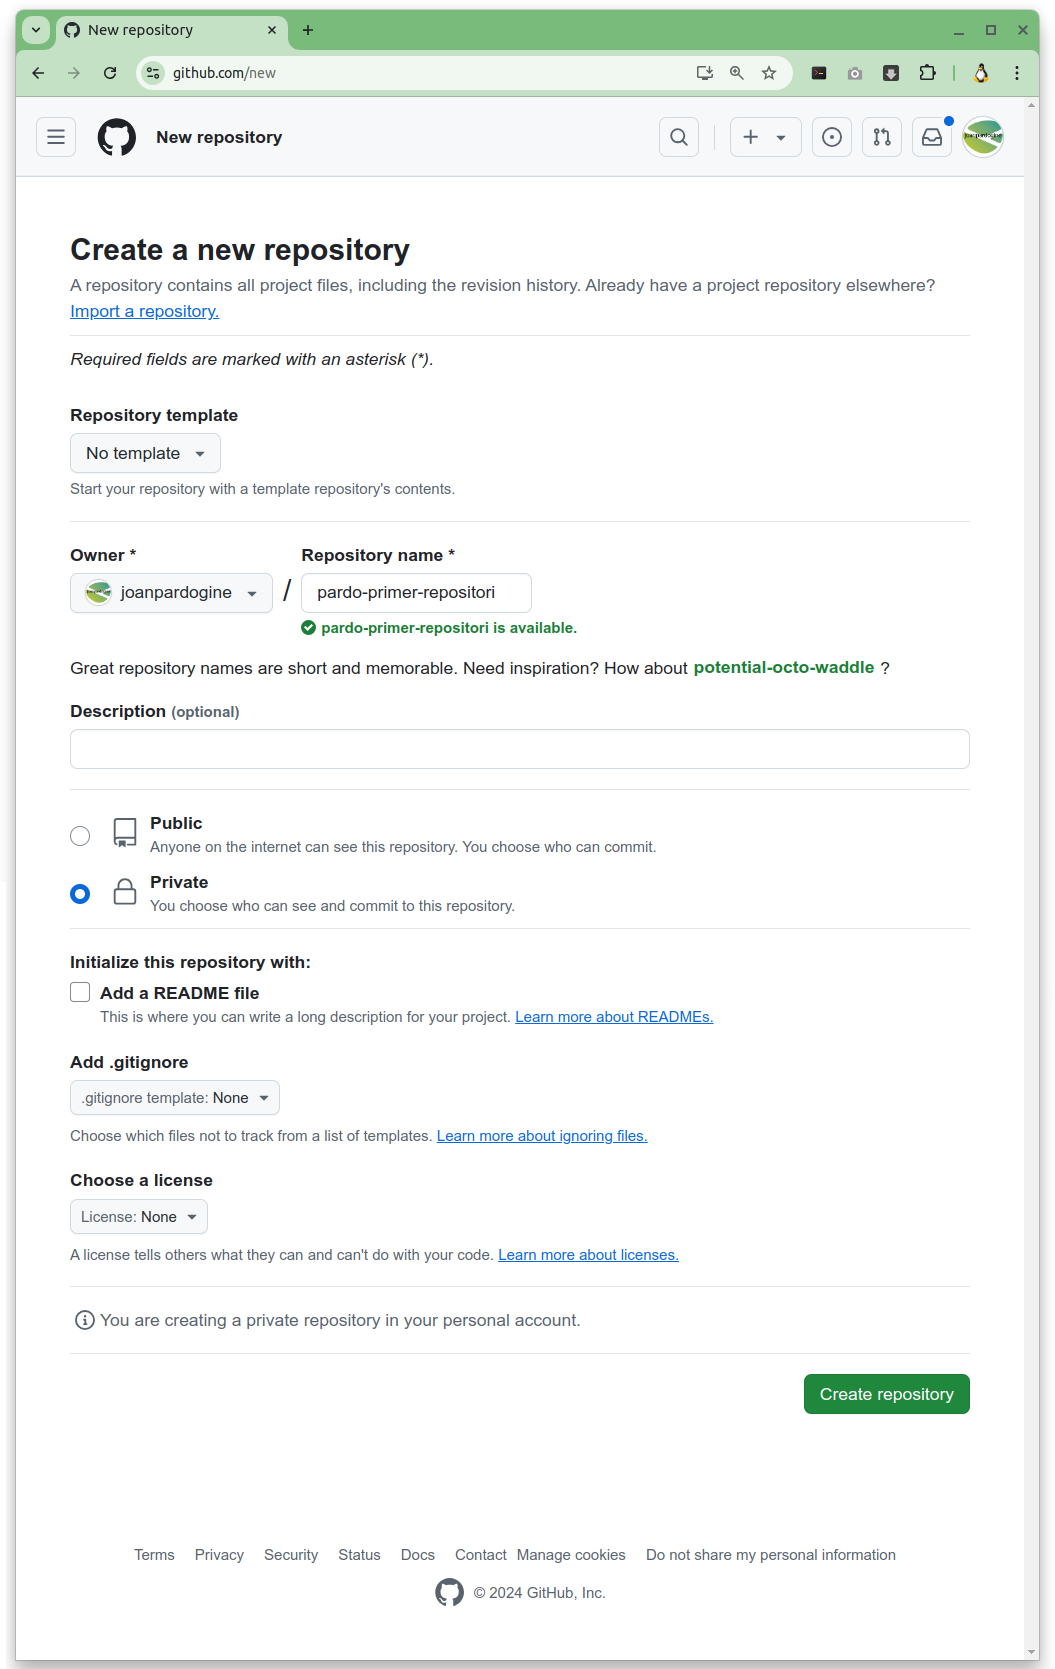 New repository
github.com/new
New repository
Create a new repository
A repository contains all project files, including the revision history. Already have a project repository elsewhere?
Import a repository.
Required fields are marked with an asterisk (*).
Repository template
No template
Start your repository with a template repository's contents.
Owner *
Repository name *
joanpardogine
/
pardo-primer-repositori
pardo-primer-repositori is available.
Great repository names are short and memorable. Need inspiration? How about potential-octo-waddle ?
Description (optional)
Public
Anyone on the internet can see this repository. You choose who can commit.
Private
You choose who can see and commit to this repository.
Initialize this repository with:
Add a README file
This is where you can write a long description for your project. Learn more about READMEs.
Add .gitignore
.gitignore template: None
Choose which files not to track from a list of templates. Learn more about ignoring files.
Choose a license
License: None
A license tells others what they can and can't do with your code. Learn more about licenses.
You are creating a private repository in your personal account.
Create repository
Terms Privacy Security Status Docs Contact Manage cookies Do not share my personal information
© 2024 GitHub, Inc.